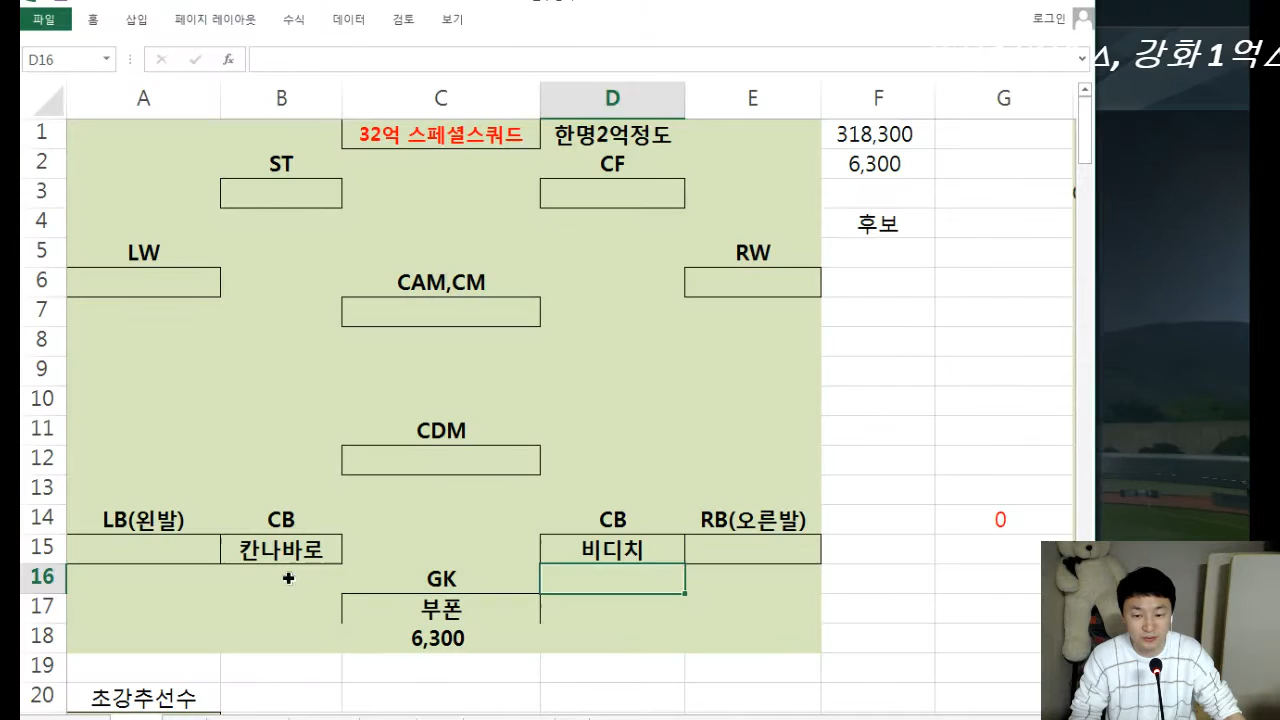 파일 홈 삽입 페이지 레이아웃 수식 데이터 검토 보기 로그인
D16 fx
강화 1억
A B C D E F G
1 32억 스페셜스쿼드 한명2억정도 318,300
2 ST CF 6,300
3
4 후보
5 LW RW
6 CAM,CM
7
8
9
10
11 CDM
12
13
14 LB(왼발) CB CB RB(오른발) 0
15 칸나바로 비디치
16 GK
17 부폰
18 6,300
19
20 초강추선수